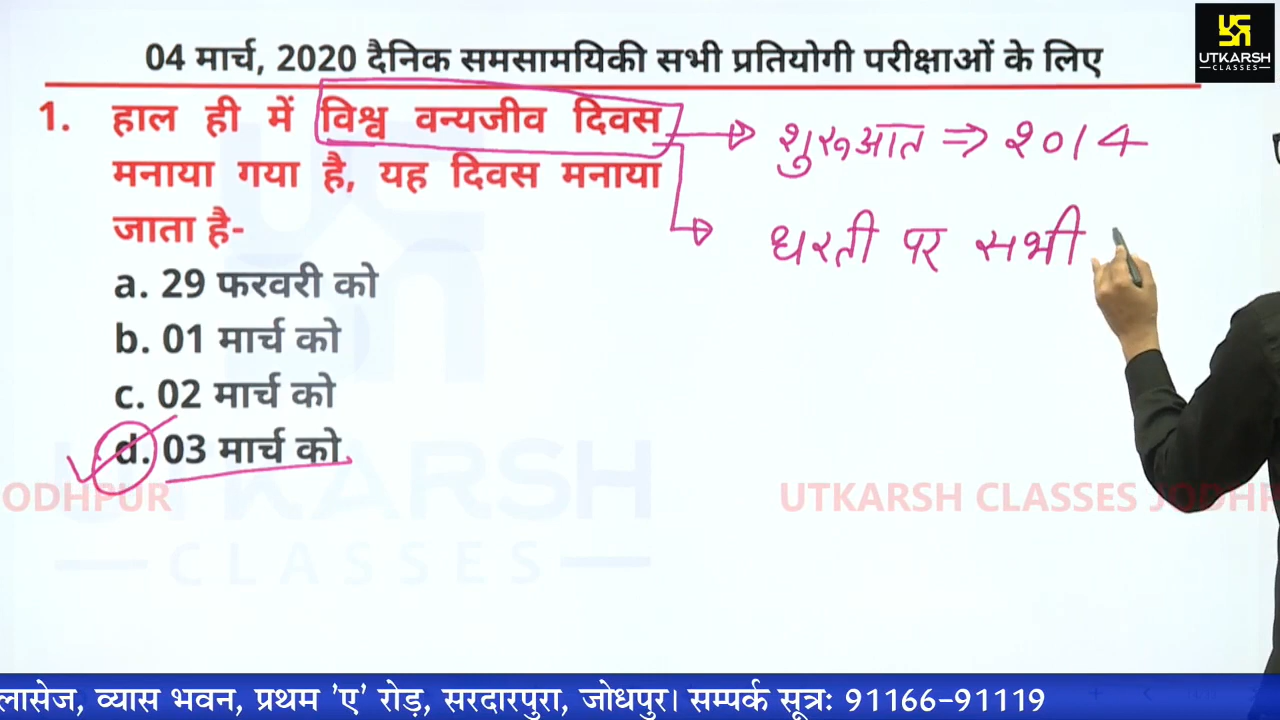 04 मार्च, 2020 दैनिक समसामयिकी सभी प्रतियोगी परीक्षाओं के लिए
UTKARSH
CLASSES
1. हाल ही में विश्व वन्यजीव दिवस
मनाया गया है, यह दिवस मनाया
जाता है-
a. 29 फरवरी को
b. 01 मार्च को
c. 02 मार्च को
d. 03 मार्च को
शुरूआत ⇒ 2014
धरती पर सभी
ODHPUR
UTKARSH
CLASSES
UTKARSH CLASSES JODHP
लासेज, व्यास भवन, प्रथम 'ए' रोड़, सरदारपुरा, जोधपुर। सम्पर्क सूत्रः 91166-91119